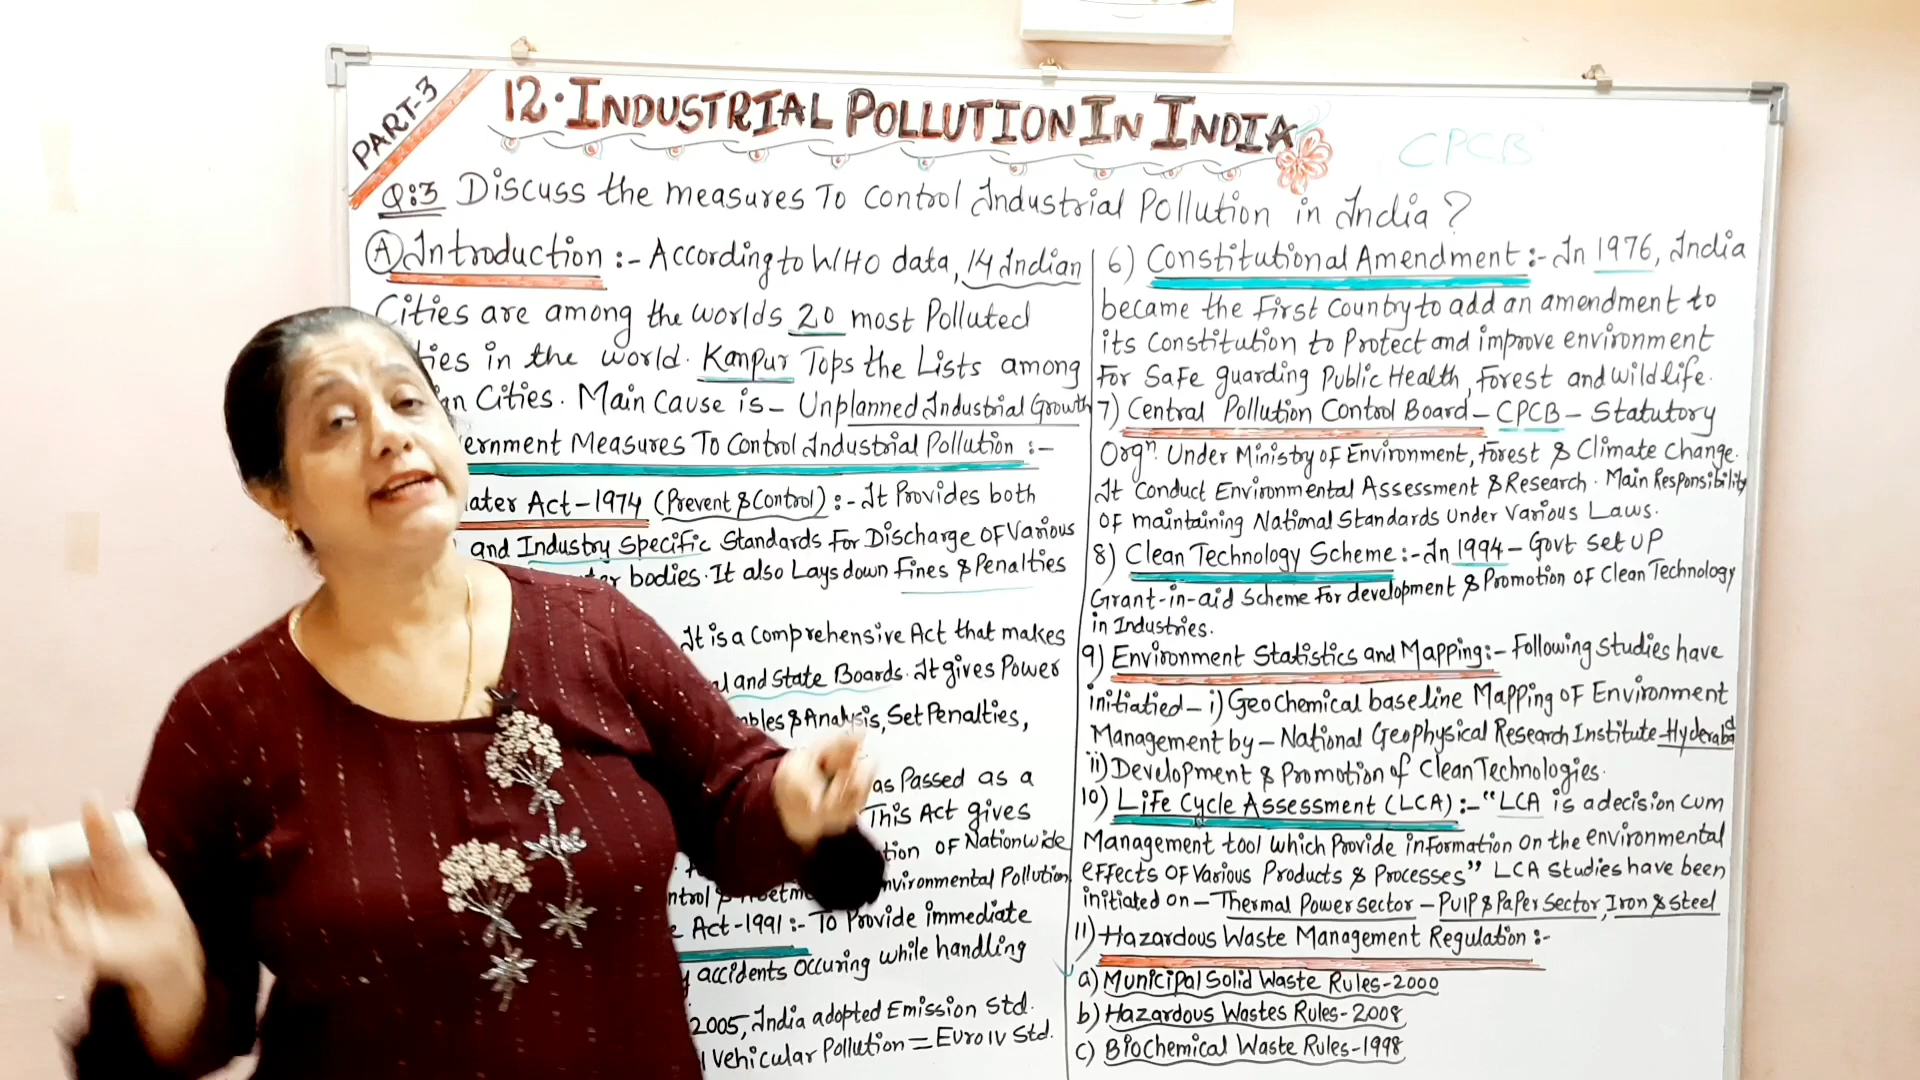 PART-3
12. INDUSTRIAL POLLUTION IN INDIA
CPCB
Q:3 Discuss the measures To control Industrial Pollution in India?
(A) Introduction :- According to WHO data, 14 Indian
Cities are among the worlds 20 most Polluted
in the world. Kanpur Tops the Lists among
Cities. Main Cause is - Unplanned Industrial Growth
Measures To Control Industrial Pollution :-
Act-1974 (Prevent & Control) :- It Provides both
and Industry Specific Standards For Discharge OF Various
bodies. It also Lays down Fines & Penalties
It is a Comprehensive Act that makes
and State Boards. It gives Power
& Analysis, Set Penalties,
Passed as a
This Act gives
OF Nationwide
Environmental Pollution
Act-1991 :- To Provide immediate
accidents Occuring while handling
2005, India adopted Emission Std.
Vehicular Pollution = Euro IV Std.
6) Constitutional Amendment :- In 1976, India
became the First Country to add an amendment to
its Constitution to Protect and improve environment
For SaFe guarding Public Health, Forest and wild life.
7) Central Pollution Control Board - CPCB - Statutory
Orgn. Under Ministry of Environment, Forest & Climate Change.
It Conduct Environmental Assessment & Research. Main Responsibility
OF maintaining National Standards Under Various Laws.
8) Clean Technology Scheme :- In 1994 - Govt set UP
Grant-in-aid Scheme For development & Promotion of Clean Technology
in Industries.
9) Environment Statistics and Mapping :- Following Studies have
initiatied - i) GeoChemical base line Mapping OF Environment
Management by - National Geophysical Research Institute - Hyderabad
ii) Development & Promotion of Clean Technologies.
10) Life Cycle Assessment (LCA) :- "LCA is a decision cum
Management tool which Provide inFormation On the environmental
eFFects OF Various Products & Processes" LCA Studies have been
initiated on - Thermal Power sector - Pulp & PaPer Sector, Iron & steel
11) Hazardous Waste Management Regulation :-
a) Municipal Solid Waste Rules-2000
b) Hazardous Wastes Rules-2008
c) Biochemical Waste Rules-1998